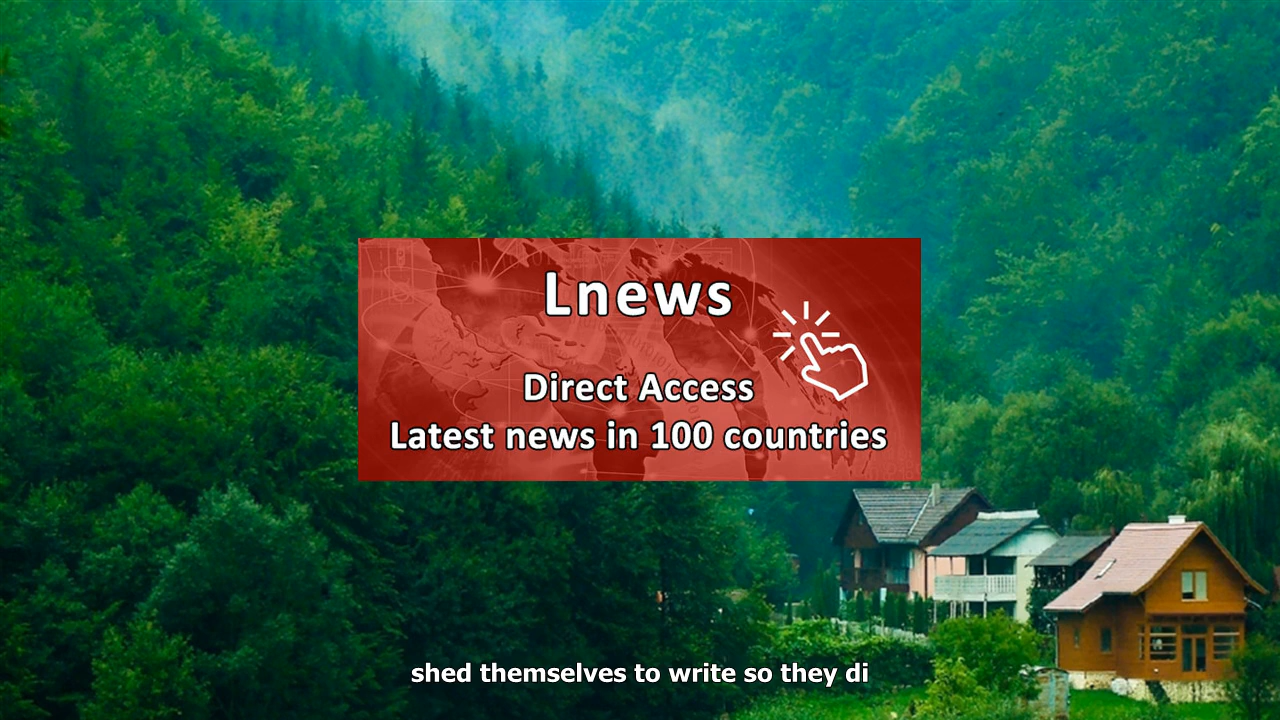 Lnews
Direct Access
Latest news in 100 countries
shed themselves to write so they di